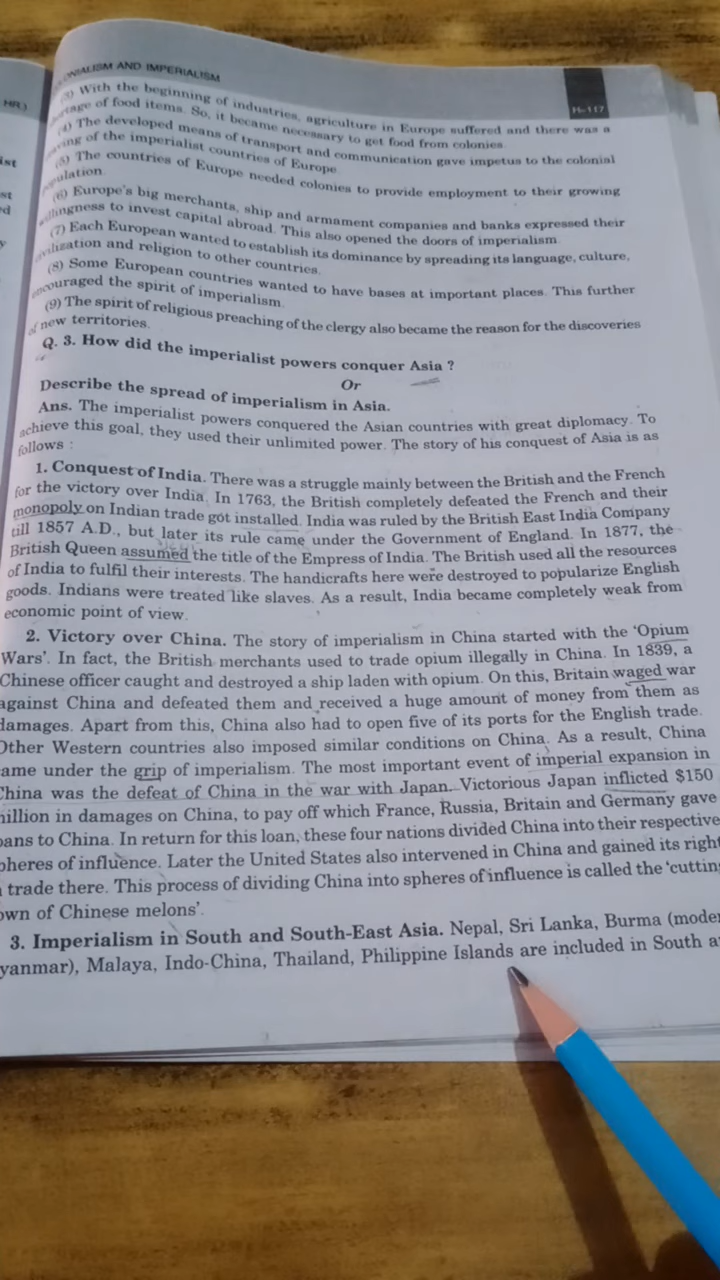 HR)
ist
st
ed
y
ONIALISM AND IMPERIALISM
H-117
(3) With the beginning of industries, agriculture in Europe suffered and there was a
of food items. So, it became necessary to get food from colonies.
(4) The developed means of transport and communication gave impetus to the colonial
of the imperialist countries of Europe
(5) The countries of Europe needed colonies to provide employment to their growing
pulation.
(6) Europe's big merchants, ship and armament companies and banks expressed their
willingness to invest capital abroad. This also opened the doors of imperialism.
(7) Each European wanted to establish its dominance by spreading its language, culture,
civilization and religion to other countries.
(8) Some European countries wanted to have bases at important places. This further
encouraged the spirit of imperialism.
(9) The spirit of religious preaching of the clergy also became the reason for the discoveries
of new territories.
Q. 3. How did the imperialist powers conquer Asia ?
Or
Describe the spread of imperialism in Asia.
Ans. The imperialist powers conquered the Asian countries with great diplomacy. To
achieve this goal, they used their unlimited power. The story of his conquest of Asia is as
follows :
1. Conquest of India. There was a struggle mainly between the British and the French
for the victory over India. In 1763, the British completely defeated the French and their
monopoly on Indian trade got installed. India was ruled by the British East India Company
till 1857 A.D., but later its rule came under the Government of England. In 1877, the
British Queen assumed the title of the Empress of India. The British used all the resources
of India to fulfil their interests. The handicrafts here were destroyed to popularize English
goods. Indians were treated like slaves. As a result, India became completely weak from
economic point of view.
2. Victory over China. The story of imperialism in China started with the 'Opium
Wars'. In fact, the British merchants used to trade opium illegally in China. In 1839, a
Chinese officer caught and destroyed a ship laden with opium. On this, Britain waged war
against China and defeated them and received a huge amount of money from them as
damages. Apart from this, China also had to open five of its ports for the English trade.
Other Western countries also imposed similar conditions on China. As a result, China
ame under the grip of imperialism. The most important event of imperial expansion in
China was the defeat of China in the war with Japan. Victorious Japan inflicted $150
nillion in damages on China, to pay off which France, Russia, Britain and Germany gave
oans to China. In return for this loan, these four nations divided China into their respective
pheres of influence. Later the United States also intervened in China and gained its right
trade there. This process of dividing China into spheres of influence is called the 'cutting
own of Chinese melons'.
3. Imperialism in South and South-East Asia. Nepal, Sri Lanka, Burma (moder
yanmar), Malaya, Indo-China, Thailand, Philippine Islands are included in South a